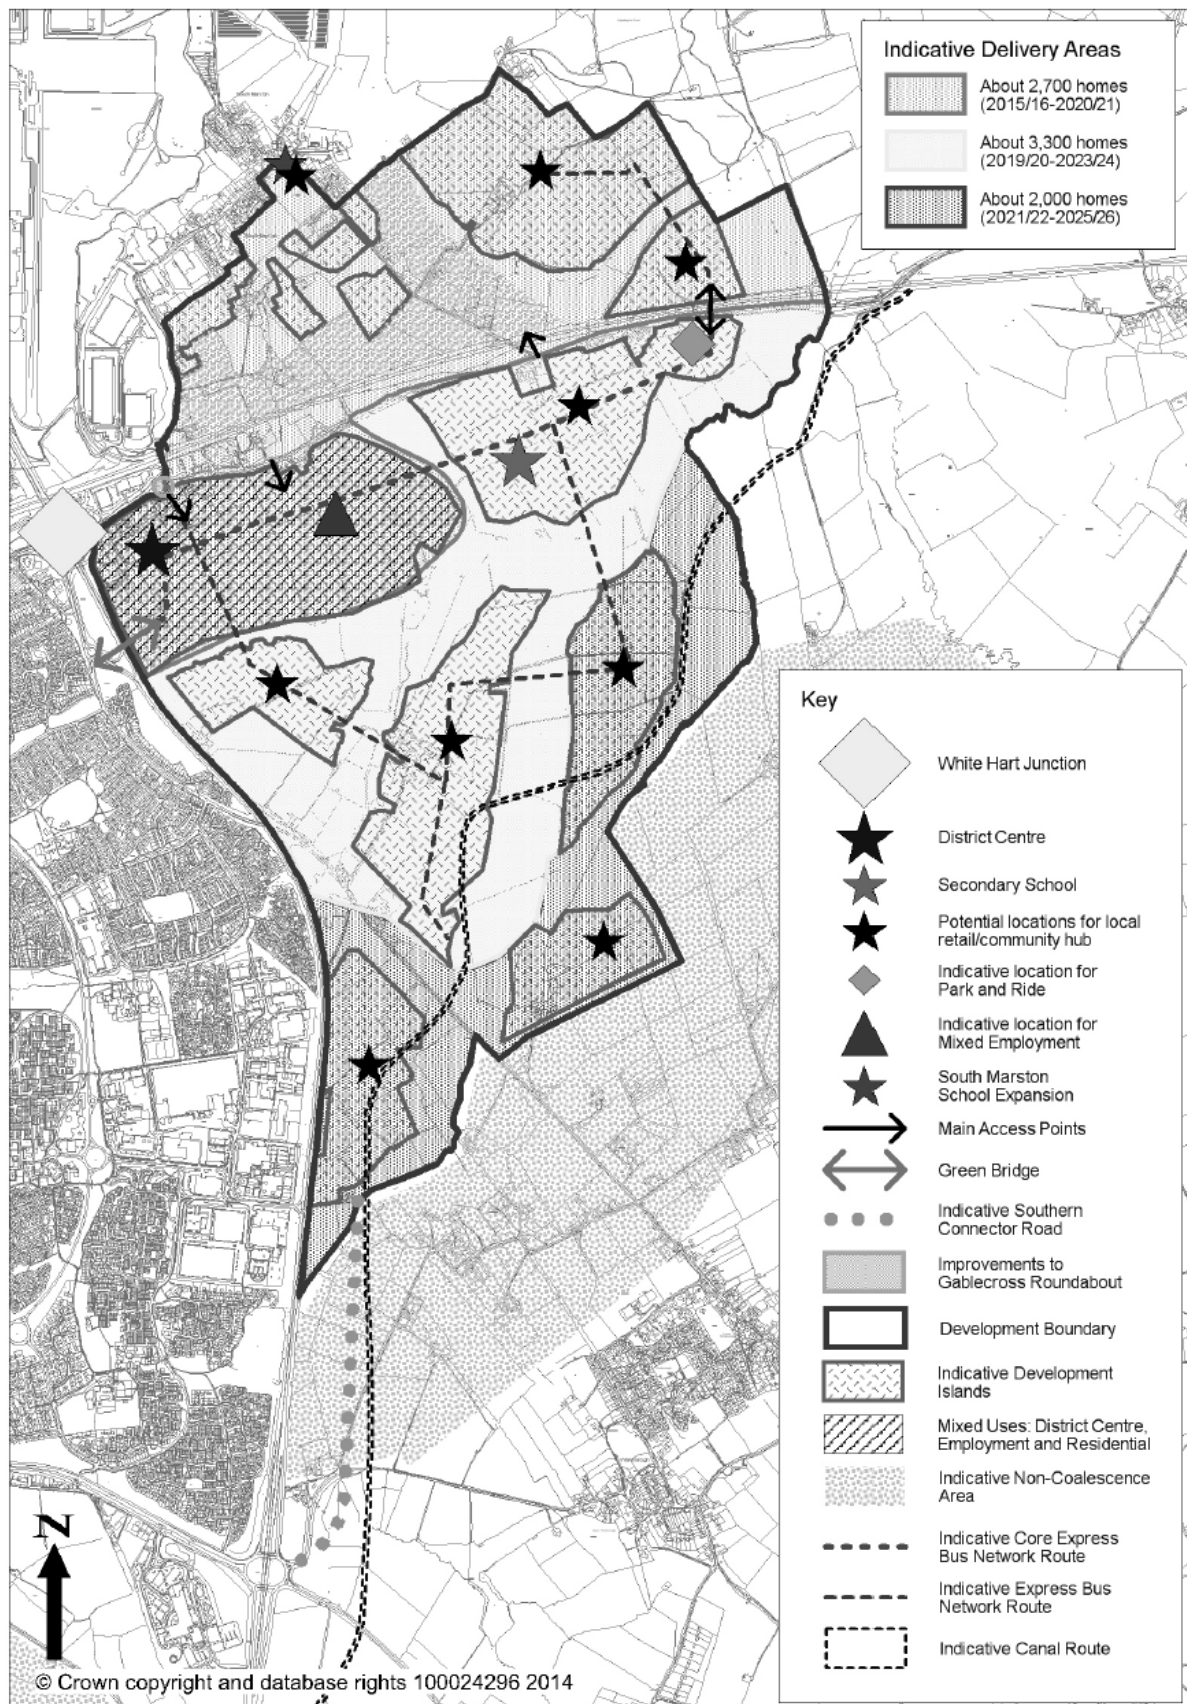 Indicative Delivery Areas
About 2,700 homes
(2015/16-2020/21)
About 3,300 homes
(2019/20-2023/24)
About 2,000 homes
(2021/22-2025/26)
Key
White Hart Junction
District Centre
Secondary School
Potential locations for local
retail/community hub
Indicative location for
Park and Ride
Indicative location for
Mixed Employment
South Marston
School Expansion
Main Access Points
Green Bridge
Indicative Southern
Connector Road
Improvements to
Gablecross Roundabout
Development Boundary
Indicative Development
Islands
Mixed Uses: District Centre,
Employment and Residential
Indicative Non-Coalescence
Area
Indicative Core Express
Bus Network Route
Indicative Express Bus
Network Route
Indicative Canal Route
N
© Crown copyright and database rights 100024296 2014